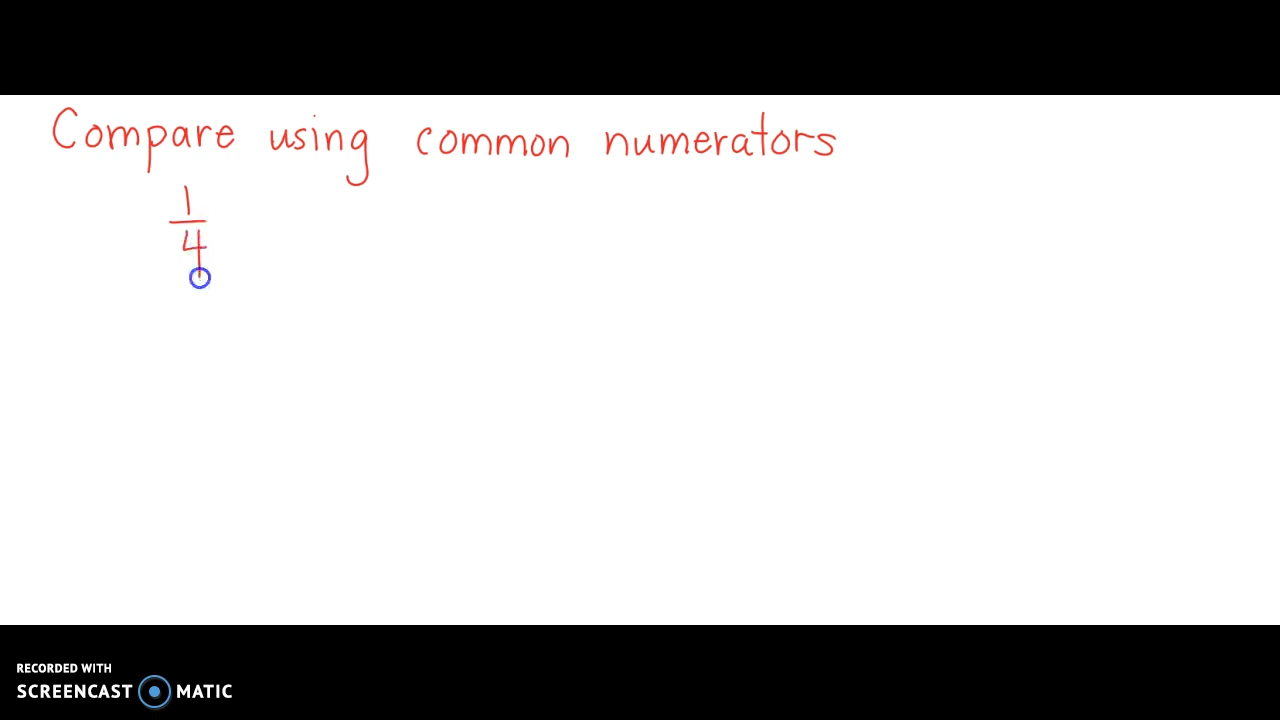 Compare using common numerators
1
4
RECORDED WITH
SCREENCAST MATIC